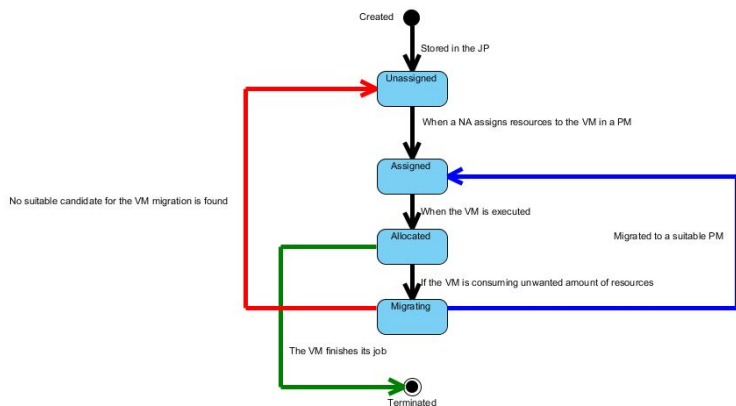 Created
Stored in the JP
Unassigned
When a NA assigns resources to the VM in a PM
Assigned
No suitable candidate for the VM migration is found
When the VM is executed
Allocated
Migrated to a suitable PM
If the VM is consuming unwanted amount of resources
Migrating
The VM finishes its job
Terminated